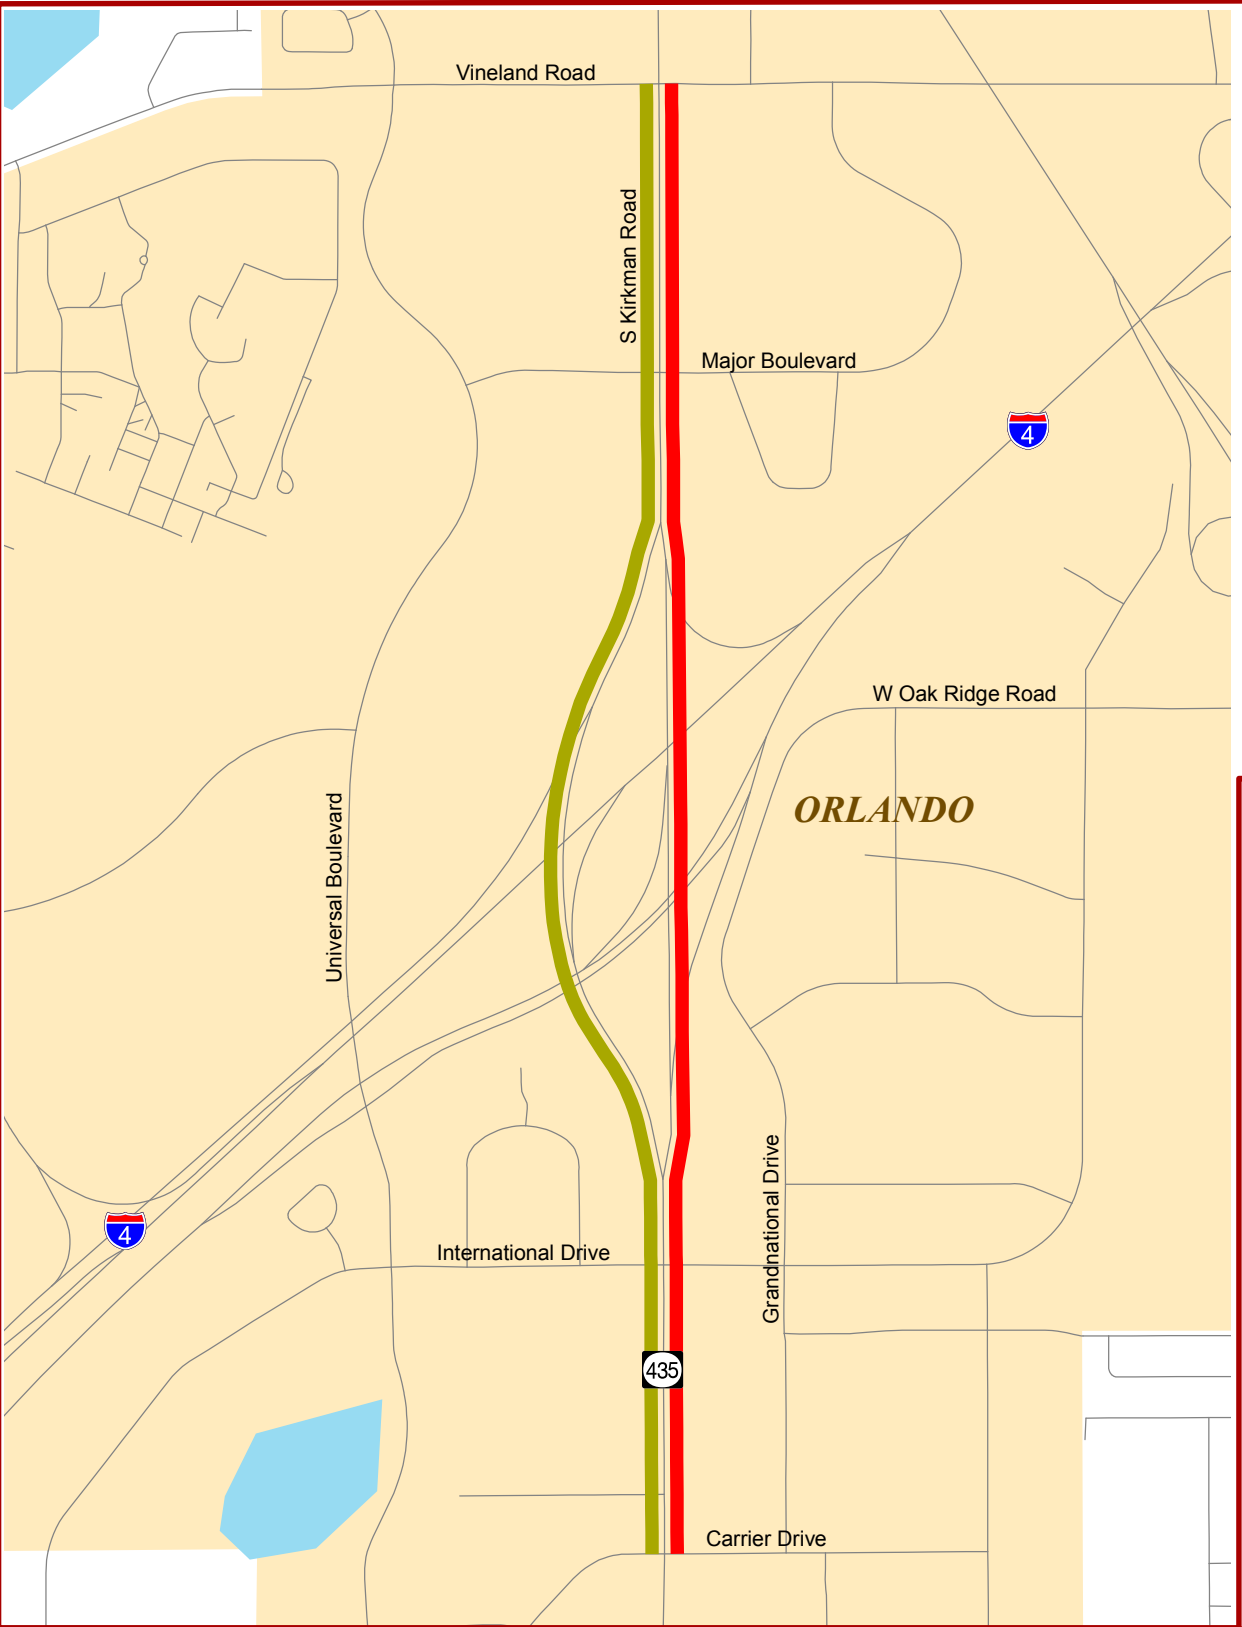 Vineland Road
S Kirkman Road
Major Boulevard
4
W Oak Ridge Road
ORLANDO
Universal Boulevard
Grandnational Drive
4
International Drive
435
Carrier Drive